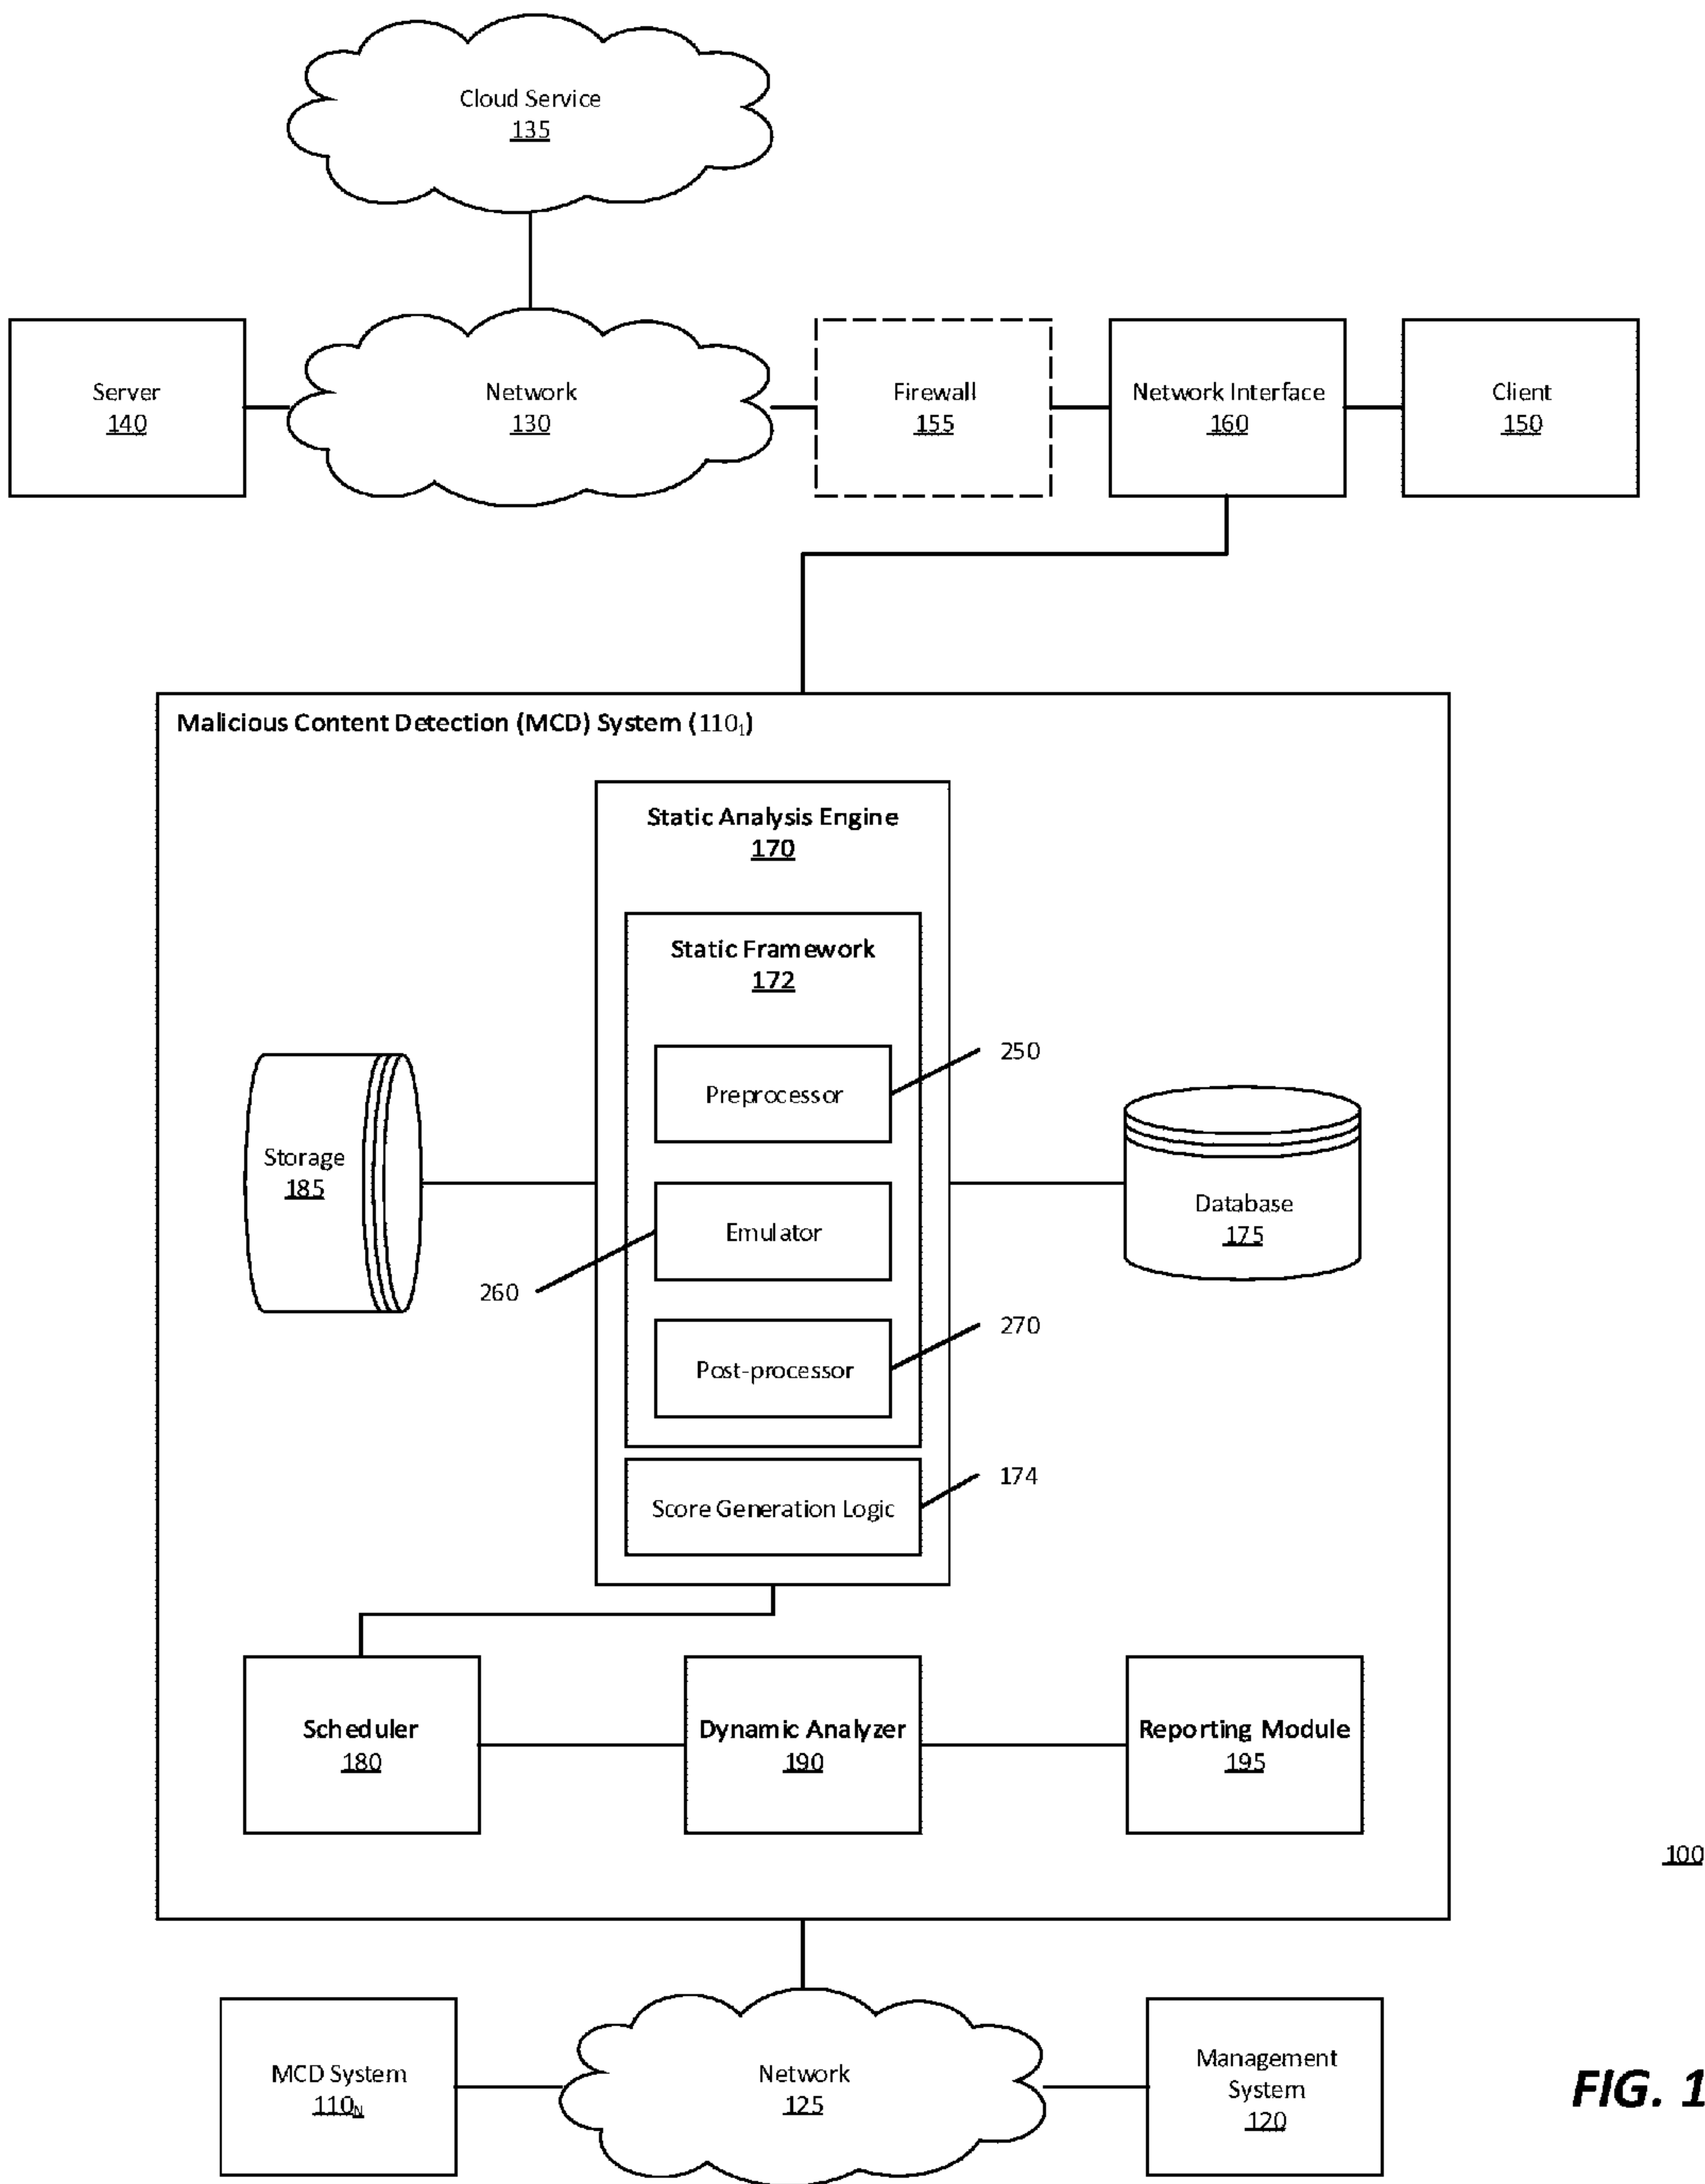 Cloud Service
135
Server
140
Network
130
Firewall
155
Network Interface
160
Client
150
Malicious Content Detection (MCD) System (110₁)
Static Analysis Engine
170
Static Framework
172
250
Preprocessor
Storage
185
Database
175
Emulator
260
270
Post-processor
174
Score Generation Logic
Scheduler
180
Dynamic Analyzer
190
Reporting Module
195
100
MCD System
110N
Network
125
Management
System
120
FIG. 1